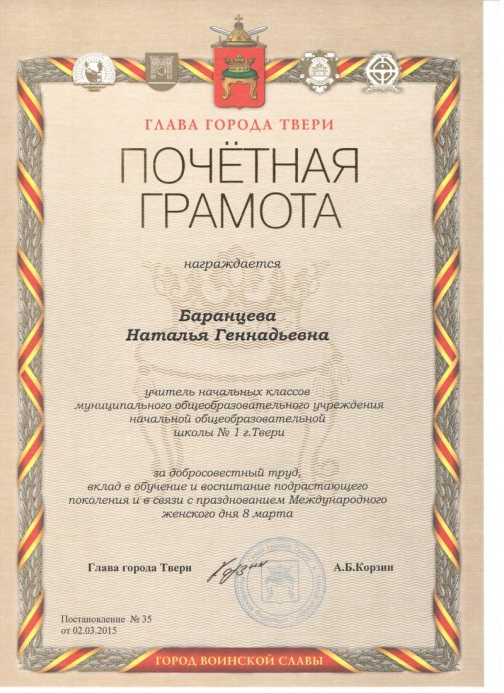 ГЛАВА ГОРОДА ТВЕРИ
ПОЧЁТНАЯ
ГРАМОТА
награждается
Баранцева
Наталья Геннадьевна
учитель начальных классов
муниципального общеобразовательного учреждения
начальной общеобразовательной
школы № 1 г.Твери
за добросовестный труд,
вклад в обучение и воспитание подрастающего
поколения и в связи с празднованием Международного
женского дня 8 марта
Глава города Твери
А.Б.Корзин
Постановление № 35
от 02.03.2015
ГОРОД ВОИНСКОЙ СЛАВЫ